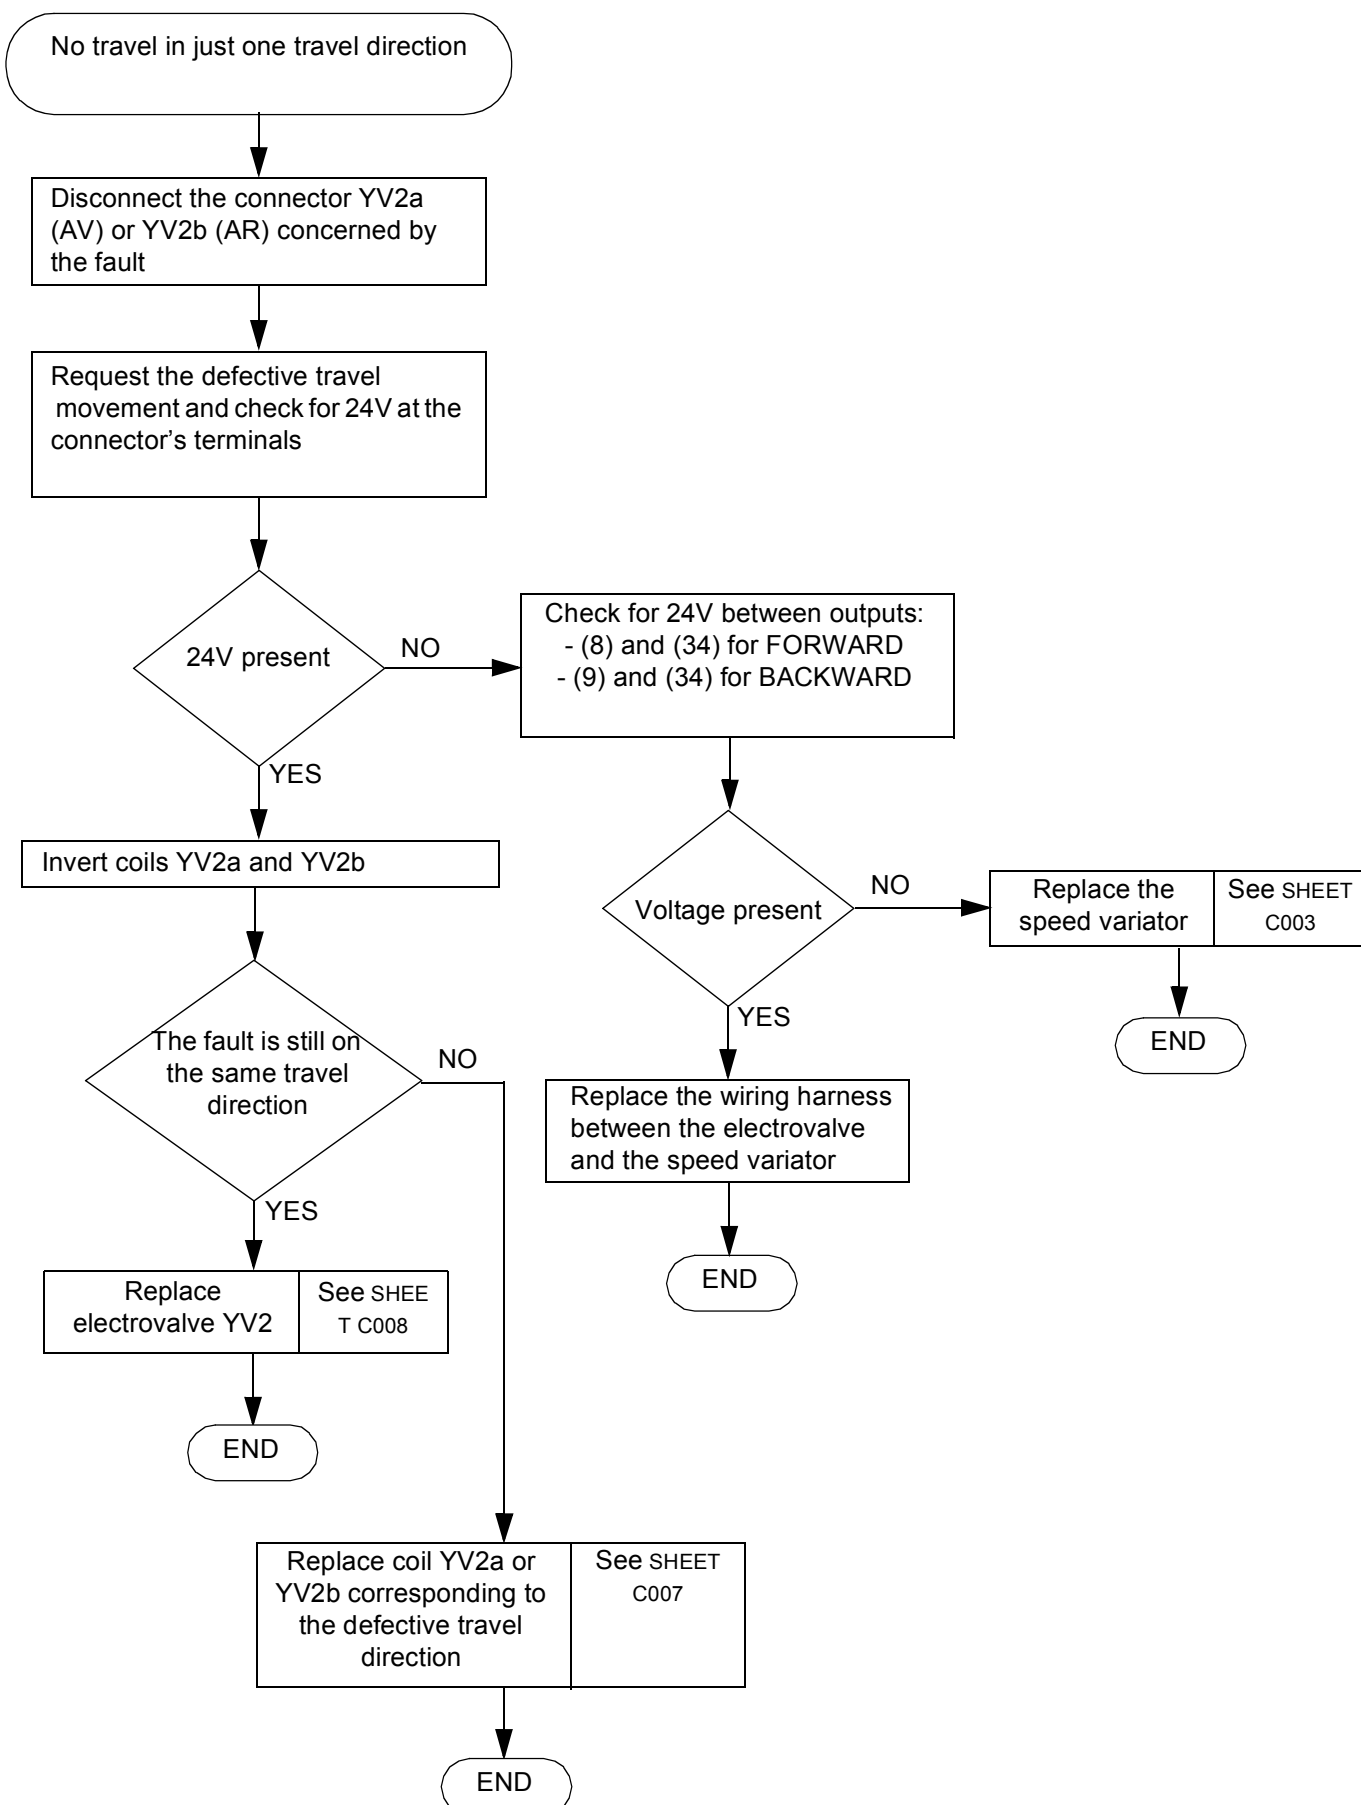 No travel in just one travel direction
Disconnect the connector YV2a
(AV) or YV2b (AR) concerned by
the fault
Request the defective travel
movement and check for 24V at the
connector's terminals
24V present
NO
YES
Check for 24V between outputs:
- (8) and (34) for FORWARD
- (9) and (34) for BACKWARD
Invert coils YV2a and YV2b
Voltage present
NO
YES
Replace the
speed variator
See SHEET
C003
END
The fault is still on
the same travel
direction
NO
YES
Replace the wiring harness
between the electrovalve
and the speed variator
END
Replace
electrovalve YV2
See SHEE
T C008
END
Replace coil YV2a or
YV2b corresponding to
the defective travel
direction
See SHEET
C007
END